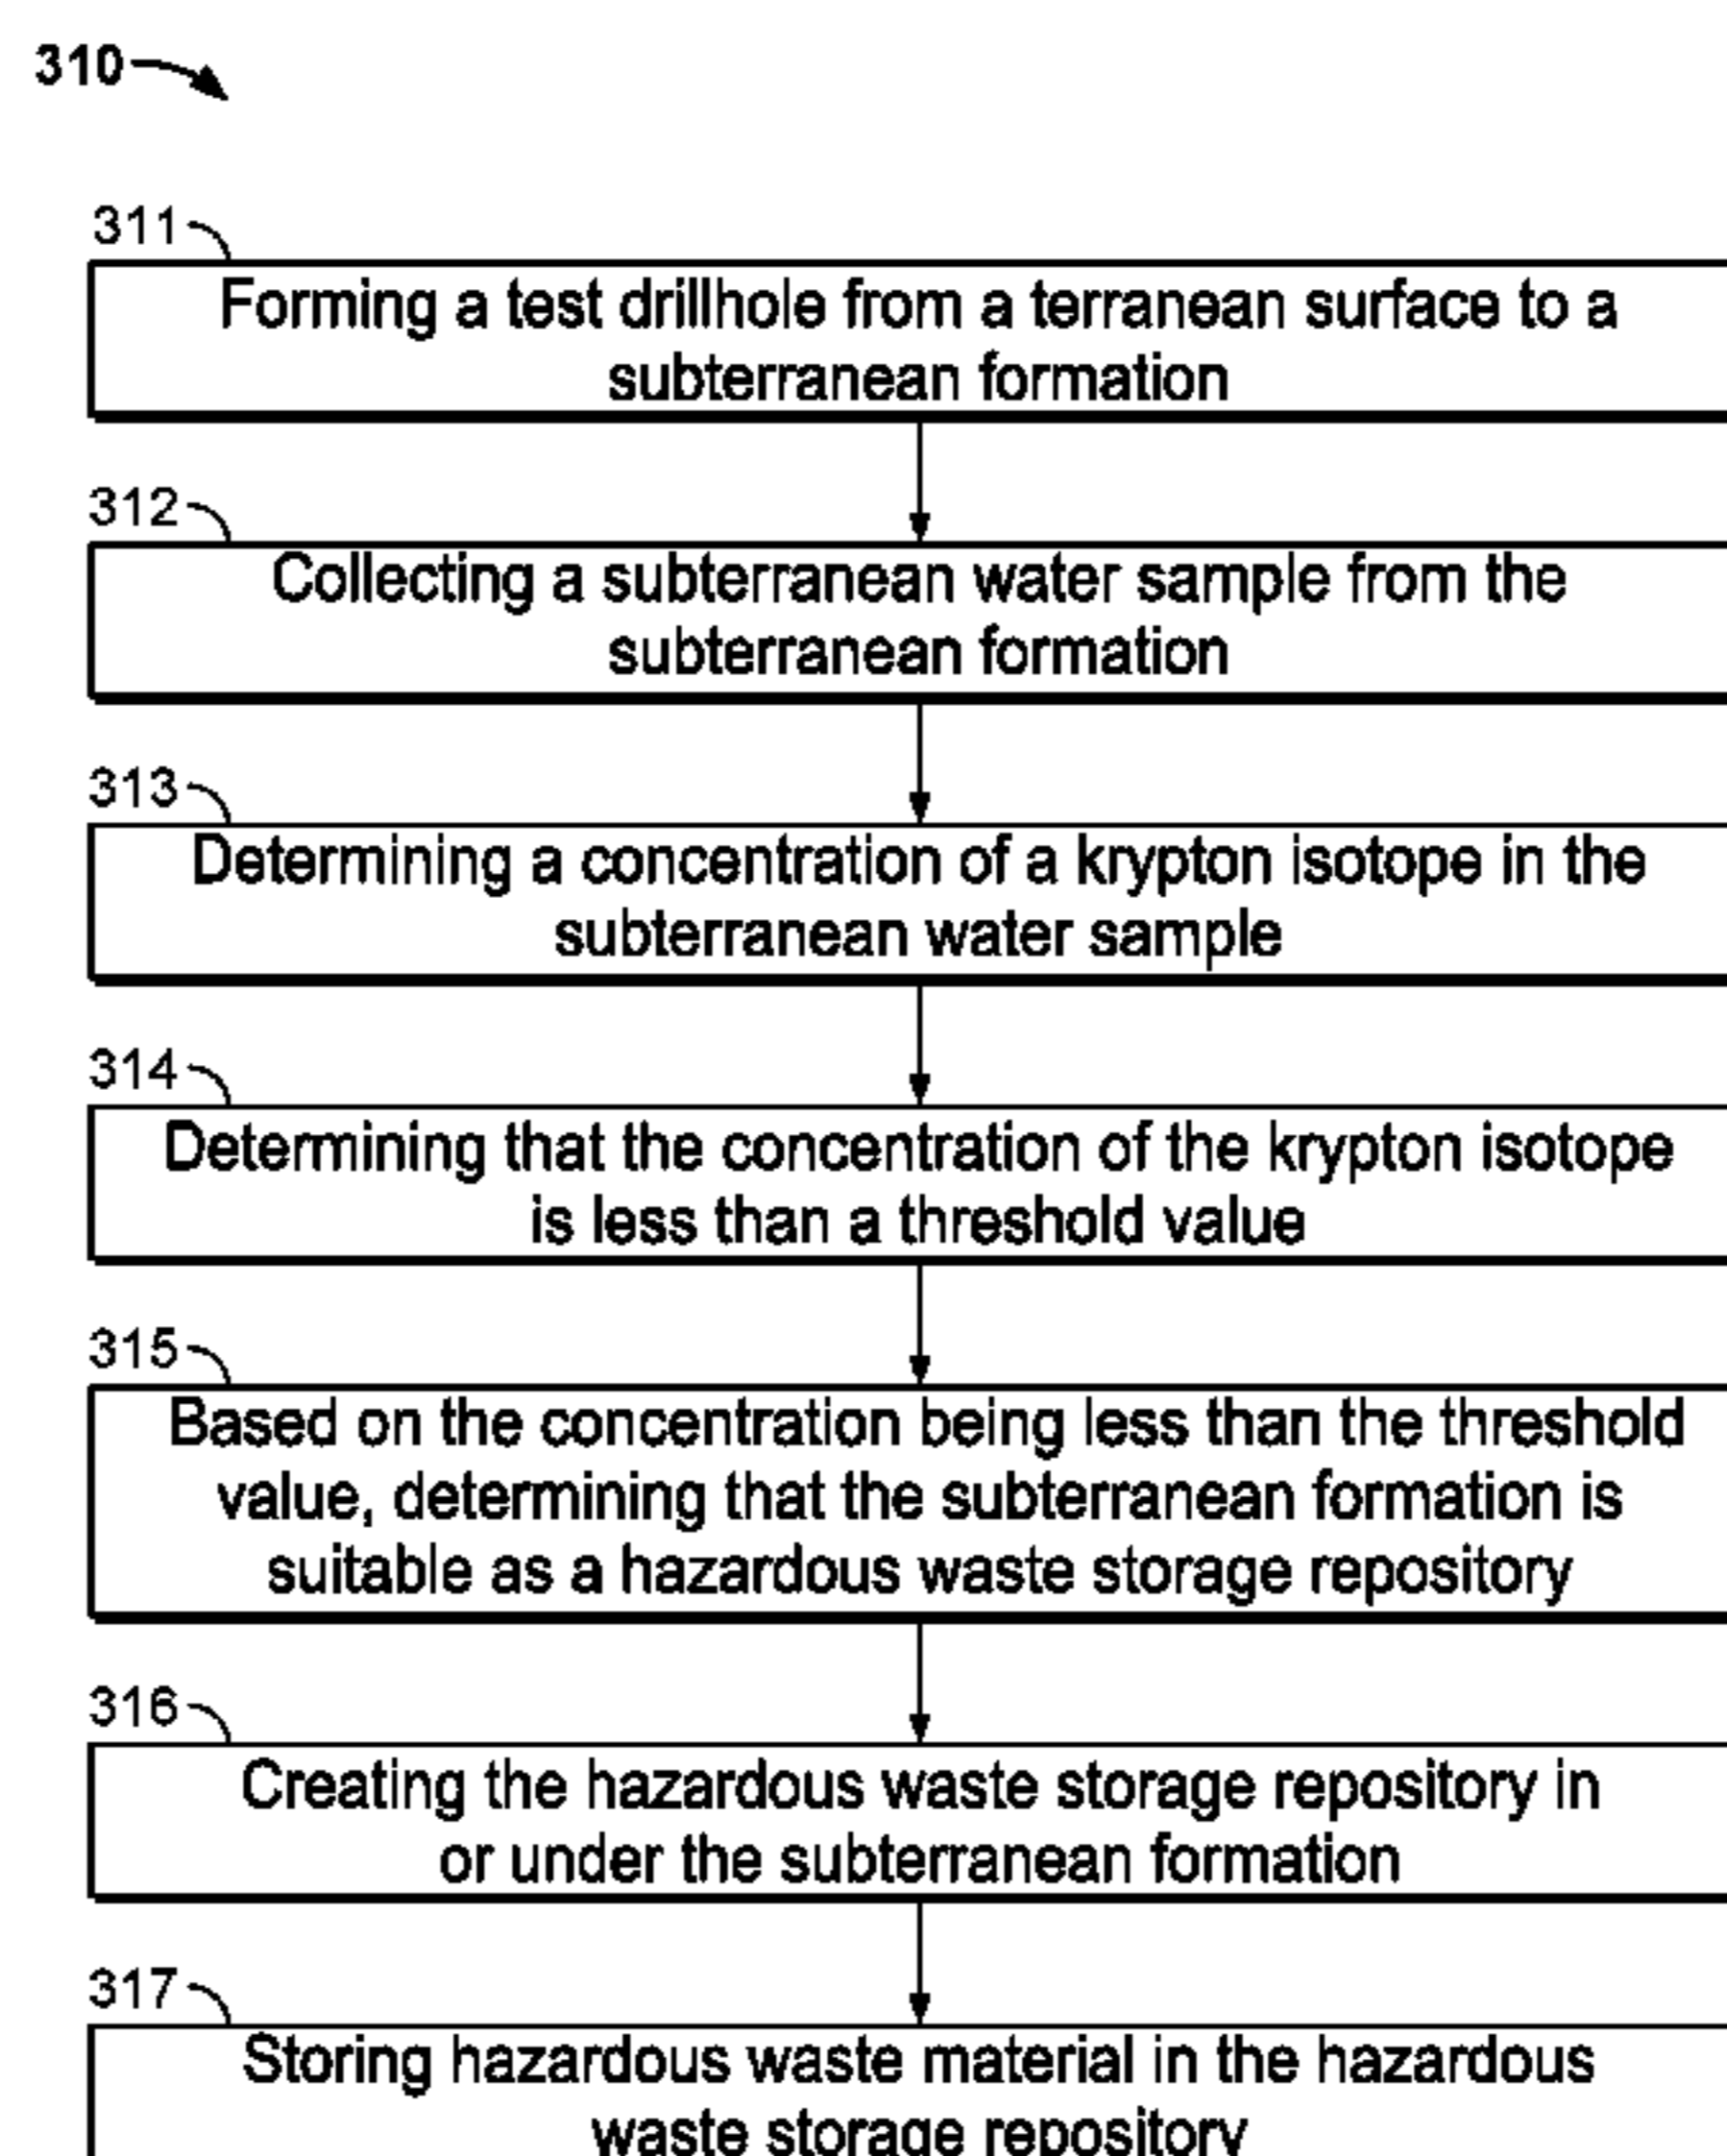 310
311
Forming a test drillhole from a terranean surface to a
subterranean formation
312
Collecting a subterranean water sample from the
subterranean formation
313
Determining a concentration of a krypton isotope in the
subterranean water sample
314
Determining that the concentration of the krypton isotope
is less than a threshold value
315
Based on the concentration being less than the threshold
value, determining that the subterranean formation is
suitable as a hazardous waste storage repository
316
Creating the hazardous waste storage repository in
or under the subterranean formation
317
Storing hazardous waste material in the hazardous
waste storage repository